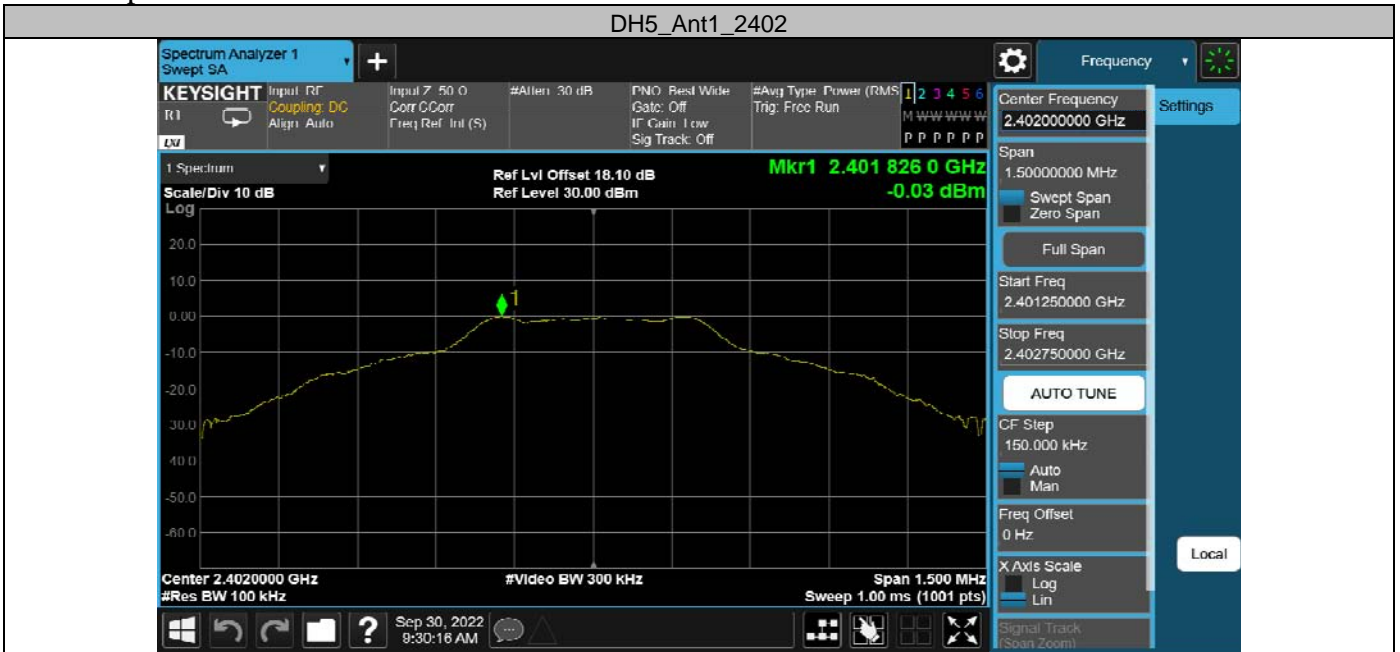 DH5_Ant1_2402
Spectrum Analyzer 1
Swept SA
+
Frequency
KEYSIGHT
R1
LXI
Input: RF
Coupling: DC
Align: Auto
Input Z: 50 Ω
Corr CCorr
Freq Ref: Int (S)
#Atten: 30 dB
PNO: Best Wide
Gate: Off
IF Gain: Low
Sig Track: Off
#Avg Type: Power (RMS
Trig: Free Run
1 2 3 4 5 6
M W W W W W
P P P P P P
1 Spectrum
Scale/Div 10 dB
Log
Ref Lvl Offset 18.10 dB
Ref Level 30.00 dBm
Mkr1 2.401 826 0 GHz
-0.03 dBm
1
20.0
10.0
0.00
-10.0
-20.0
30.0
40.0
-50.0
-60.0
Center 2.4020000 GHz
#Res BW 100 kHz
#Video BW 300 kHz
Span 1.500 MHz
Sweep 1.00 ms (1001 pts)
Sep 30, 2022
9:30:16 AM
?
Center Frequency
2.402000000 GHz
Settings
Span
1.50000000 MHz
Swept Span
Zero Span
Full Span
Start Freq
2.401250000 GHz
Stop Freq
2.402750000 GHz
AUTO TUNE
CF Step
150.000 kHz
Auto
Man
Freq Offset
0 Hz
Local
X Axis Scale
Log
Lin
Signal Track
(Span Zoom)